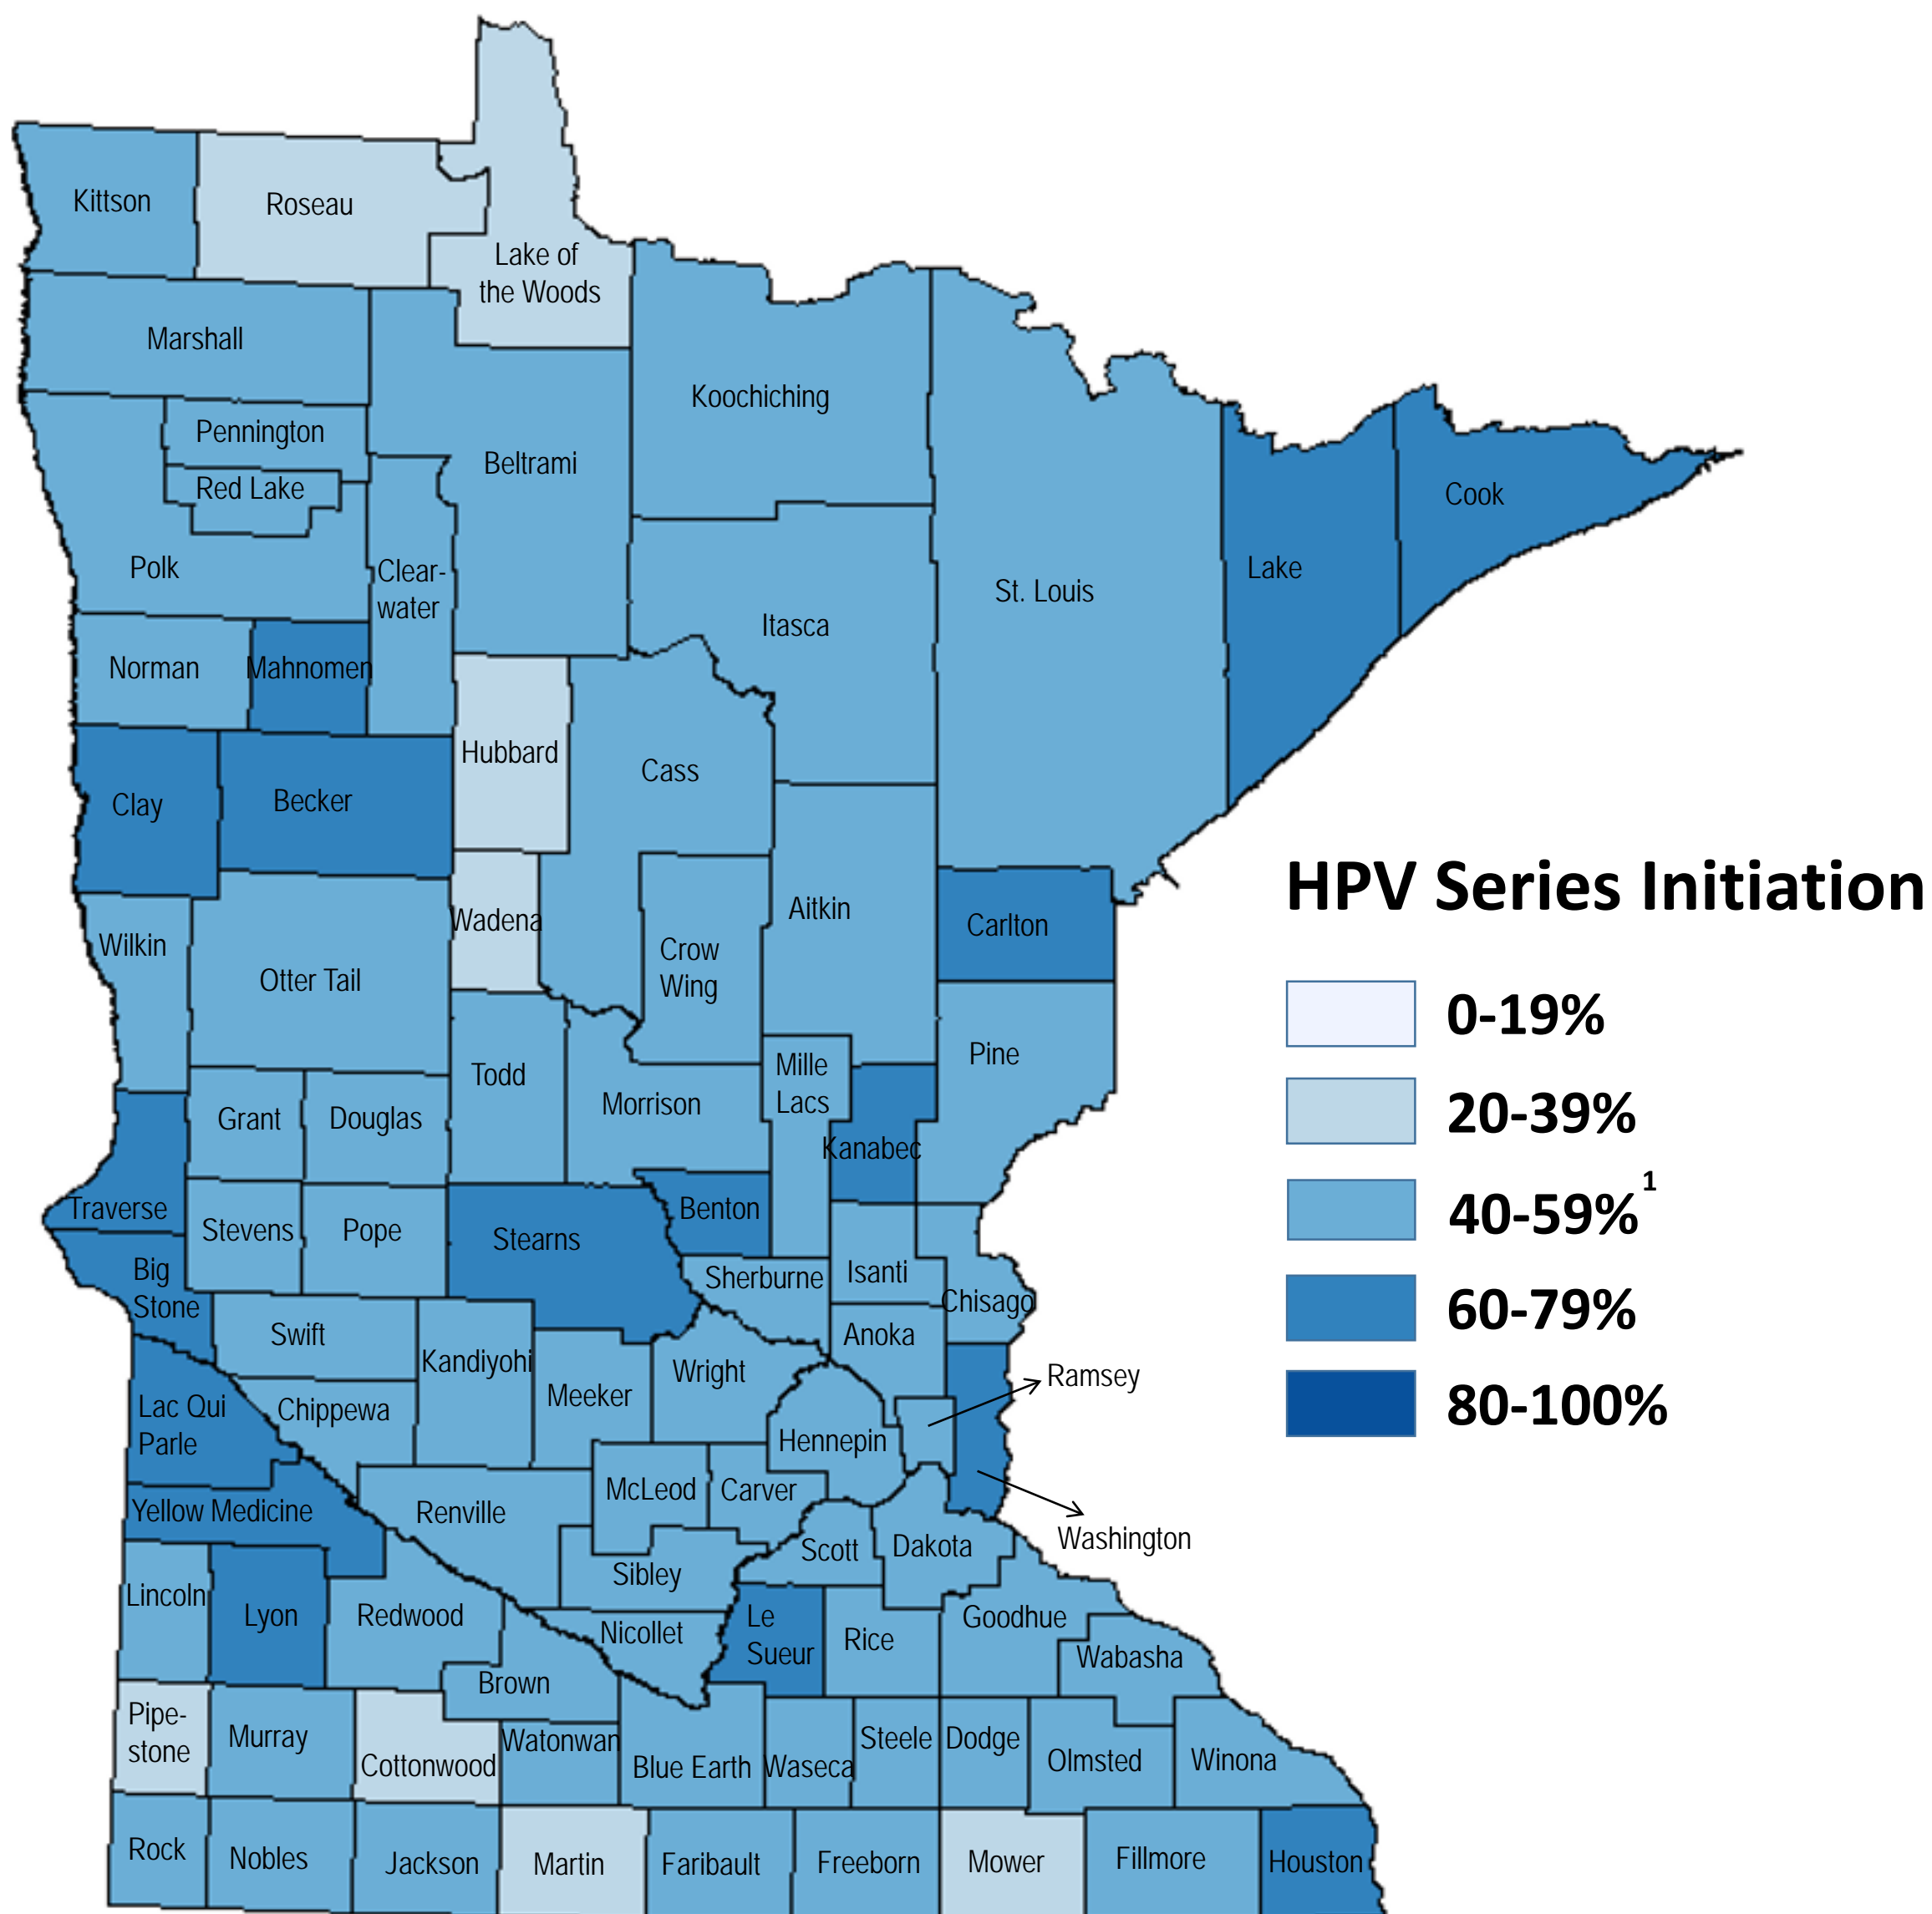 Kittson
Roseau
Lake of
the Woods
Marshall
Koochiching
Pennington
Beltrami
Red Lake
Cook
Polk
Clear-
water
Lake
St. Louis
Itasca
Norman
Mahnomen
Hubbard
Cass
Clay
Becker
HPV Series Initiation
Wadena
Aitkin
Carlton
Wilkin
Crow
Wing
Otter Tail
0-19%
Pine
Todd
Mille
Lacs
Morrison
20-39%
Grant
Douglas
Kanabec
Traverse
Benton
40-59%1
Stevens
Pope
Stearns
Big
Stone
Sherburne
Isanti
Chisago
60-79%
Swift
Anoka
Kandiyohi
Wright
Ramsey
Meeker
Lac Qui
Parle
Chippewa
80-100%
Hennepin
McLeod
Carver
Yellow Medicine
Renville
Washington
Scott
Dakota
Sibley
Lincoln
Lyon
Redwood
Le
Sueur
Goodhue
Nicollet
Rice
Wabasha
Brown
Pipe-
stone
Murray
Watonwan
Steele
Dodge
Cottonwood
Blue Earth
Waseca
Olmsted
Winona
Rock
Nobles
Jackson
Martin
Faribault
Freeborn
Mower
Fillmore
Houston